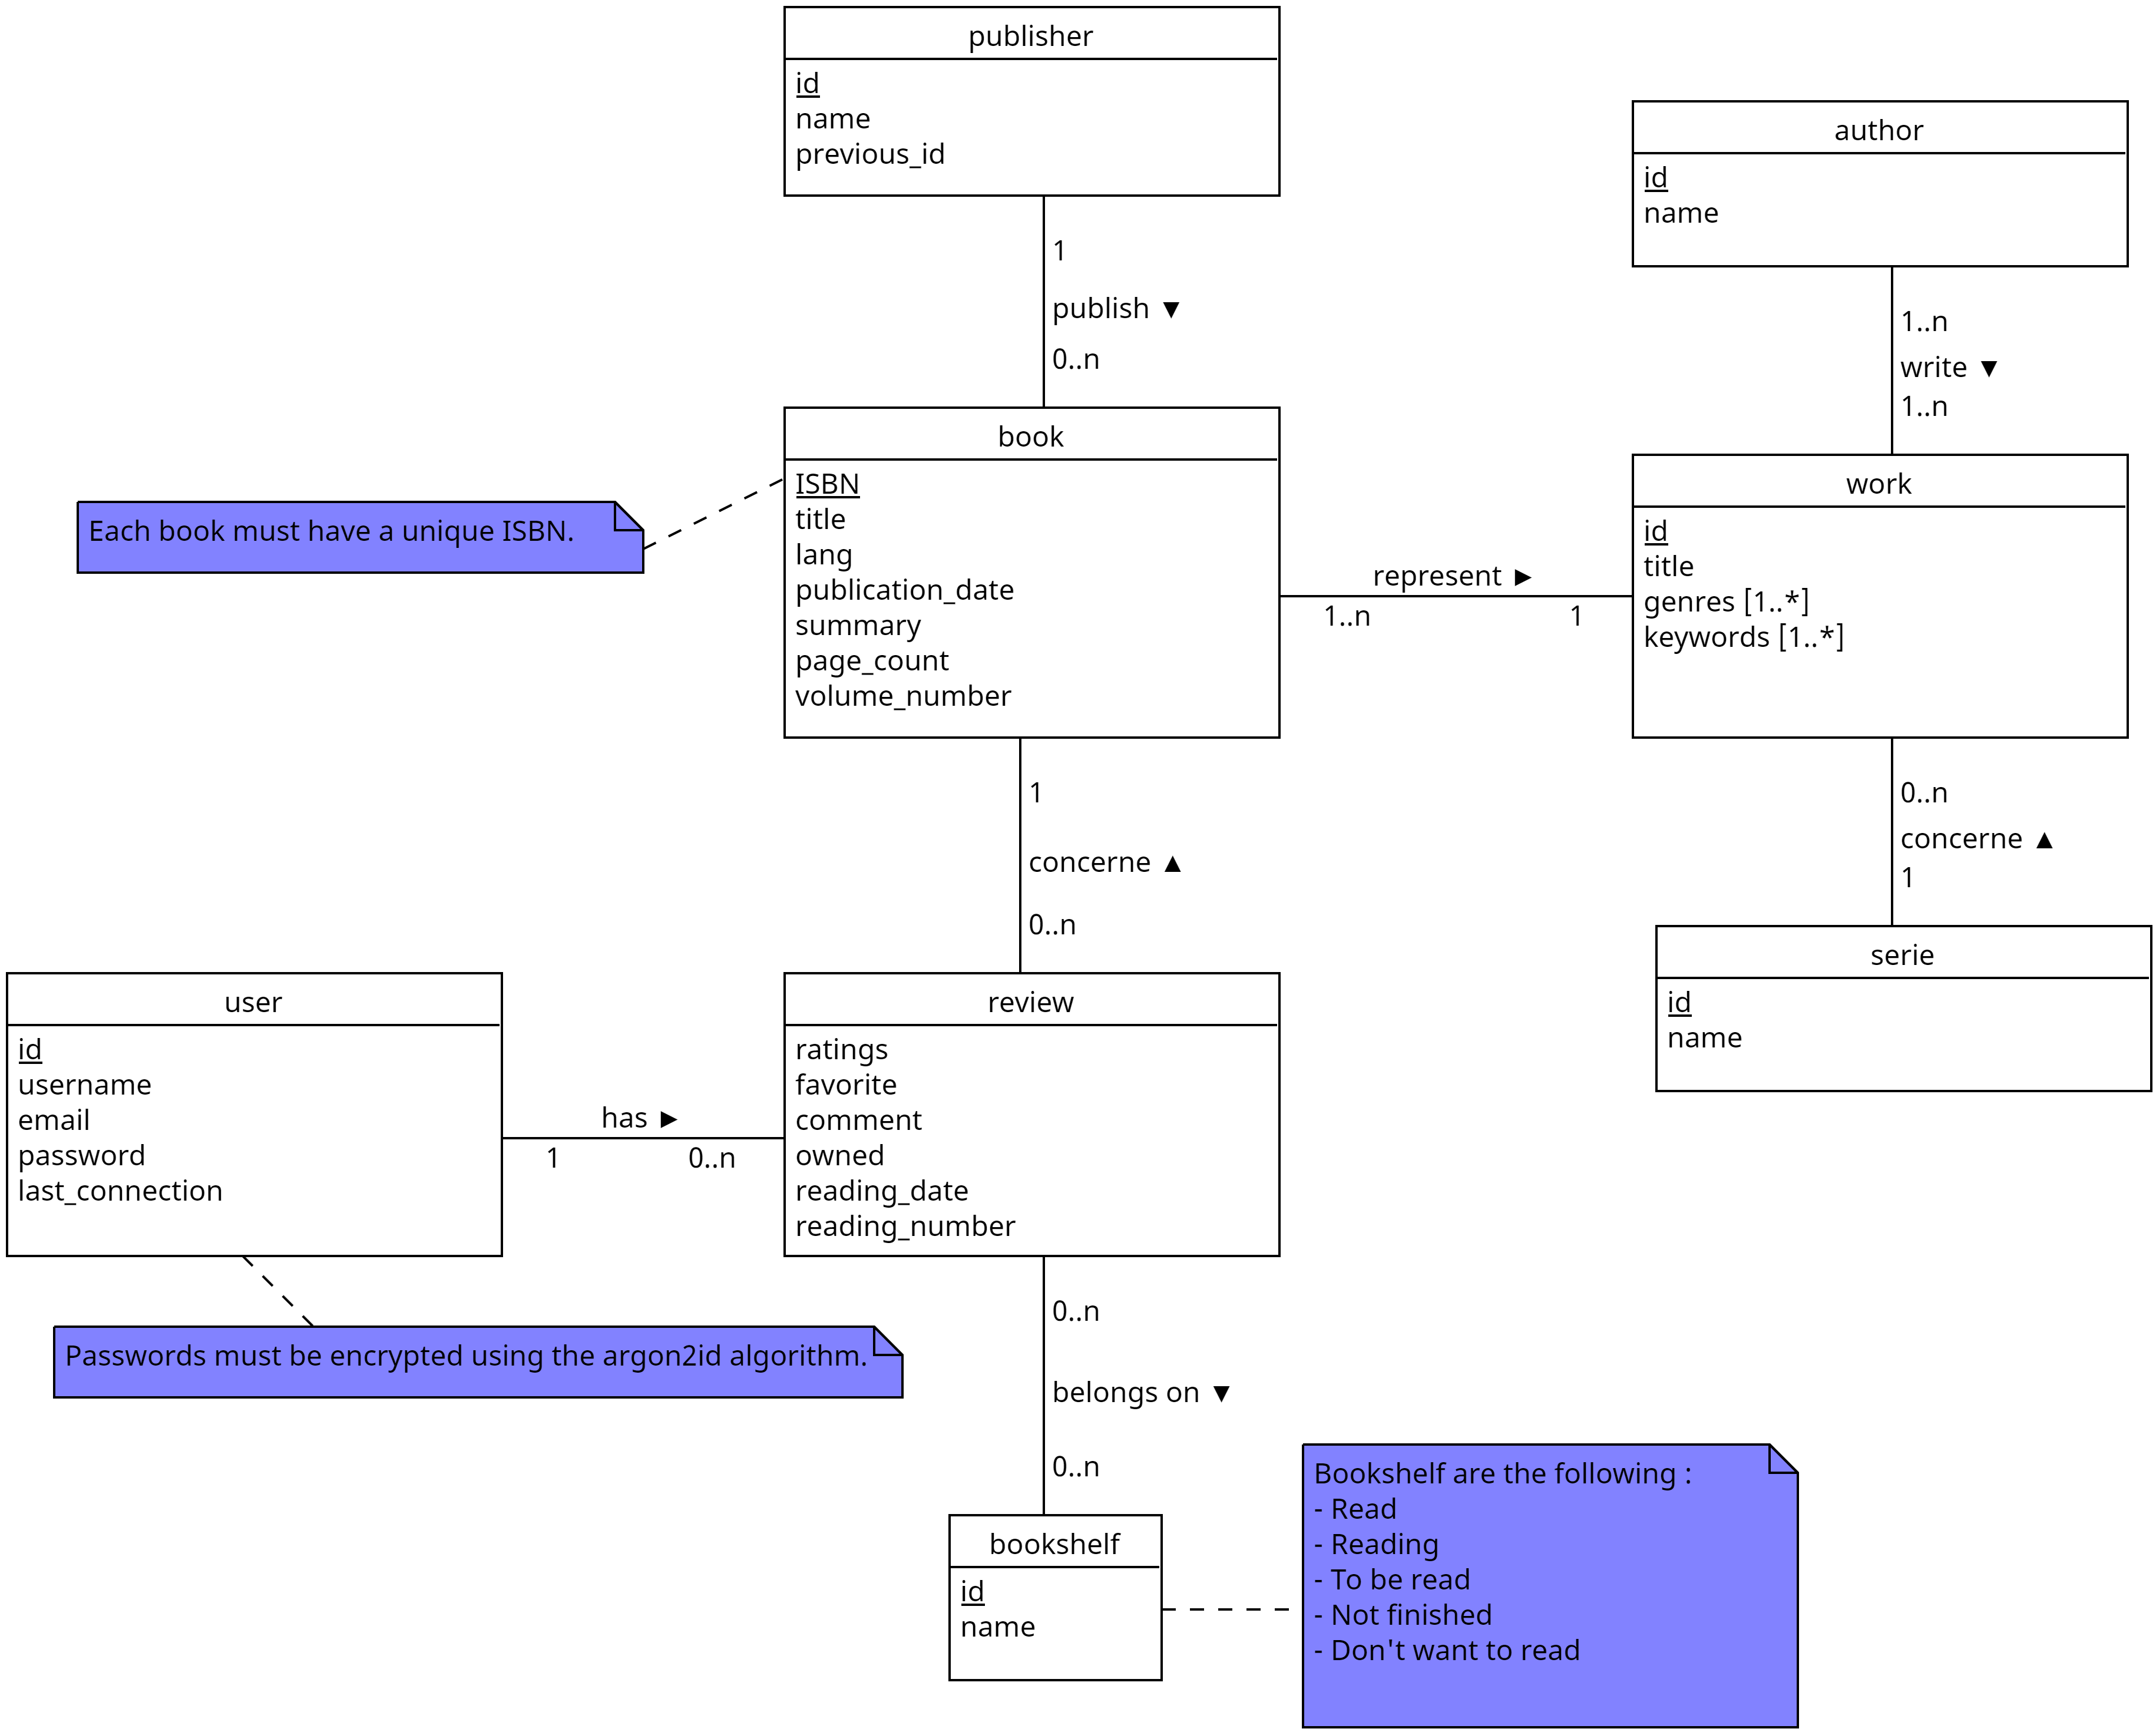 publisher
id
name
previous_id
1
publish ▼
0..n
author
id
name
1..n
write ▼
1..n
book
ISBN
title
lang
publication_date
summary
page_count
volume_number
Each book must have a unique ISBN.
represent ►
1..n
1
work
id
title
genres [1..*]
keywords [1..*]
1
concerne ▲
0..n
0..n
concerne ▲
1
serie
id
name
user
id
username
email
password
last_connection
has ►
1
0..n
review
ratings
favorite
comment
owned
reading_date
reading_number
Passwords must be encrypted using the argon2id algorithm.
0..n
belongs on ▼
0..n
bookshelf
id
name
Bookshelf are the following :
- Read
- Reading
- To be read
- Not finished
- Don't want to read